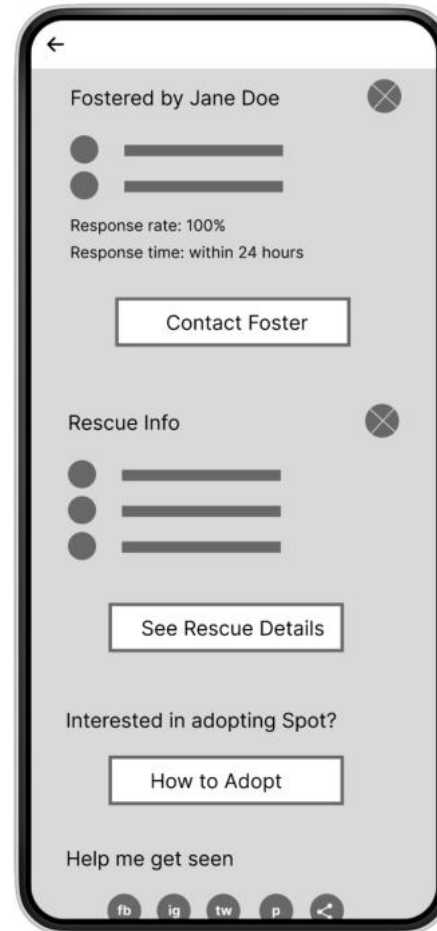 Fostered by Jane Doe
Response rate: 100%
Response time: within 24 hours
Contact Foster
Rescue Info
See Rescue Details
Interested in adopting Spot?
How to Adopt
Help me get seen
fb ig tw p